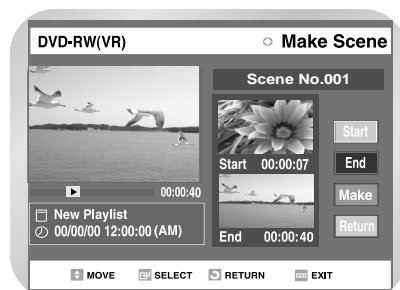 DVD-RW(VR)
Make Scene
Scene No.001
Start 00:00:07
End 00:00:40
00:00:40
New Playlist
00/00/00 12:00:00 (AM)
Start
End
Make
Return
MOVE SELECT RETURN EXIT